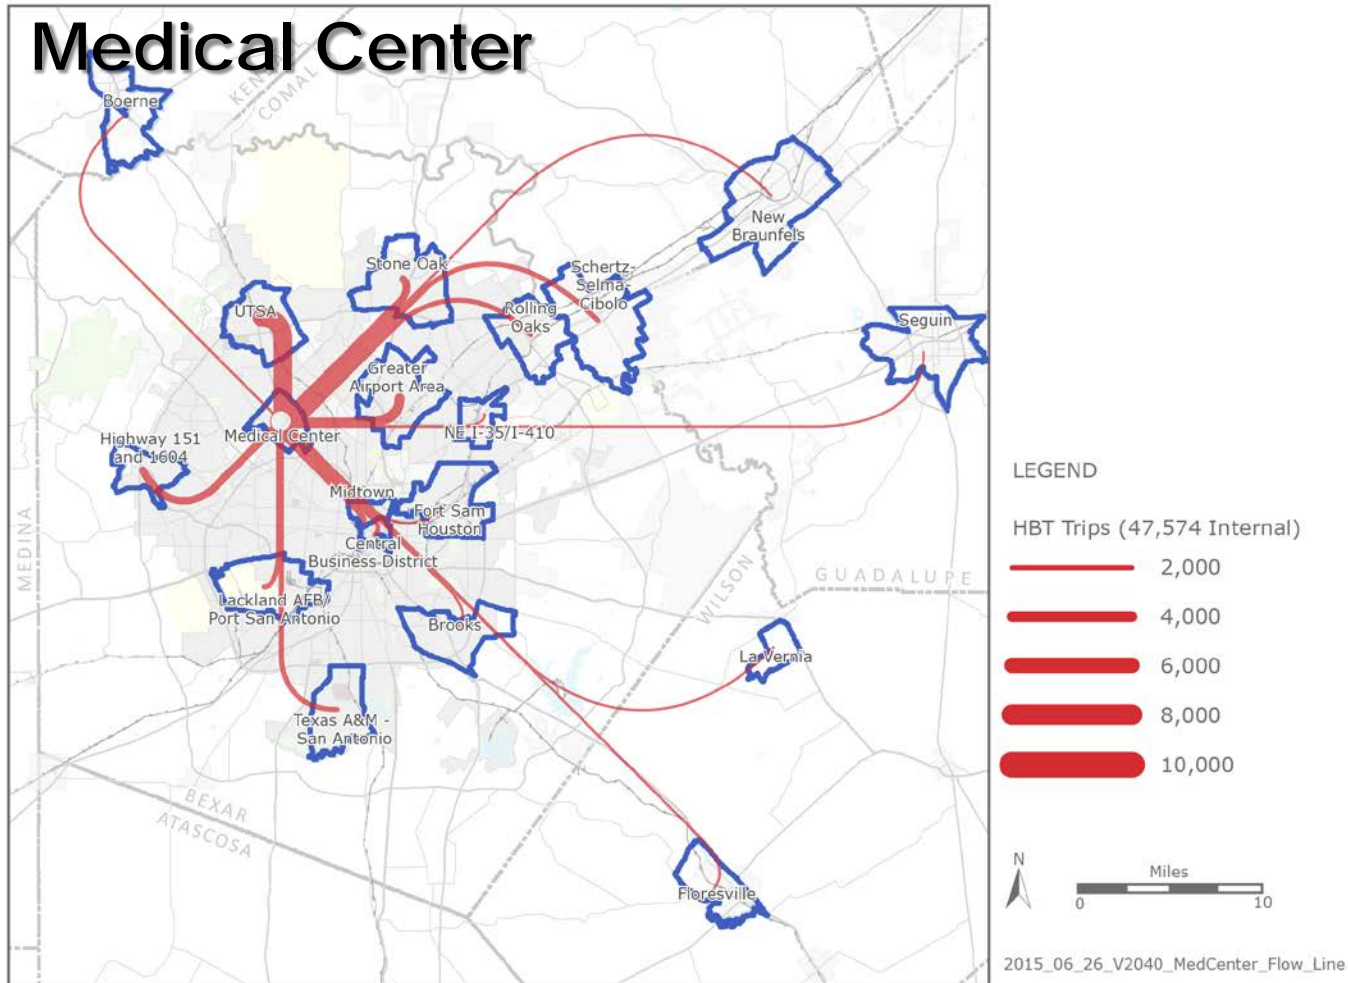 Medical Center
Boerne
KENDALL
COMAL
New
Braunfels
Stone Oak
Schertz-
Selma-
Cibolo
UTSA
Rolling
Oaks
Seguin
Greater
Airport Area
Medical Center
NE I-35/I-410
Highway 151
and 1604
Midtown
Fort Sam
Houston
Central
Business District
MEDINA
Lackland AFB/
Port San Antonio
Brooks
WILSON
GUADALUPE
La Vernia
Texas A&M -
San Antonio
BEXAR
ATASCOSA
Floresville
LEGEND
HBT Trips (47,574 Internal)
2,000
4,000
6,000
8,000
10,000
N
Miles
0 10
2015_06_26_V2040_MedCenter_Flow_Line